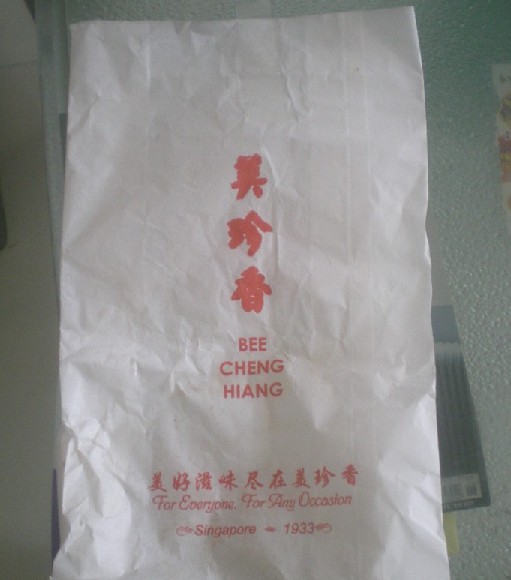 美珍香
BEE
CHENG
HIANG
美好滋味尽在美珍香
For Everyone, For Any Occasion
Singapore ~ 1933